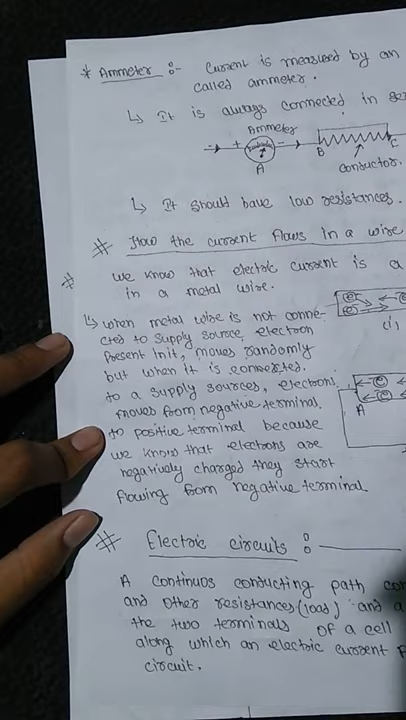 * Ammeter :- Current is measured by an
called ammeter.
↳ It is always connected in ser
Ammeter
+ -
A B C
conductor.
↳ It should have low resistances.
# How the current flows in a wire
* we know that electric current is a
in a metal wire.
↳ when metal wire is not conne-
cted to supply source, electron
Present init, moves randomly
but when it is connected.
to a supply sources, electrons.
moves from negative terminal.
to positive terminal because
we know that electrons are
negatively charged they start
flowing from negative terminal.
(i)
A
# Electric circuits :
A continuos conducting path con
and other resistances (load) and a
the two terminals of a cell
along which an electric current f
circuit.